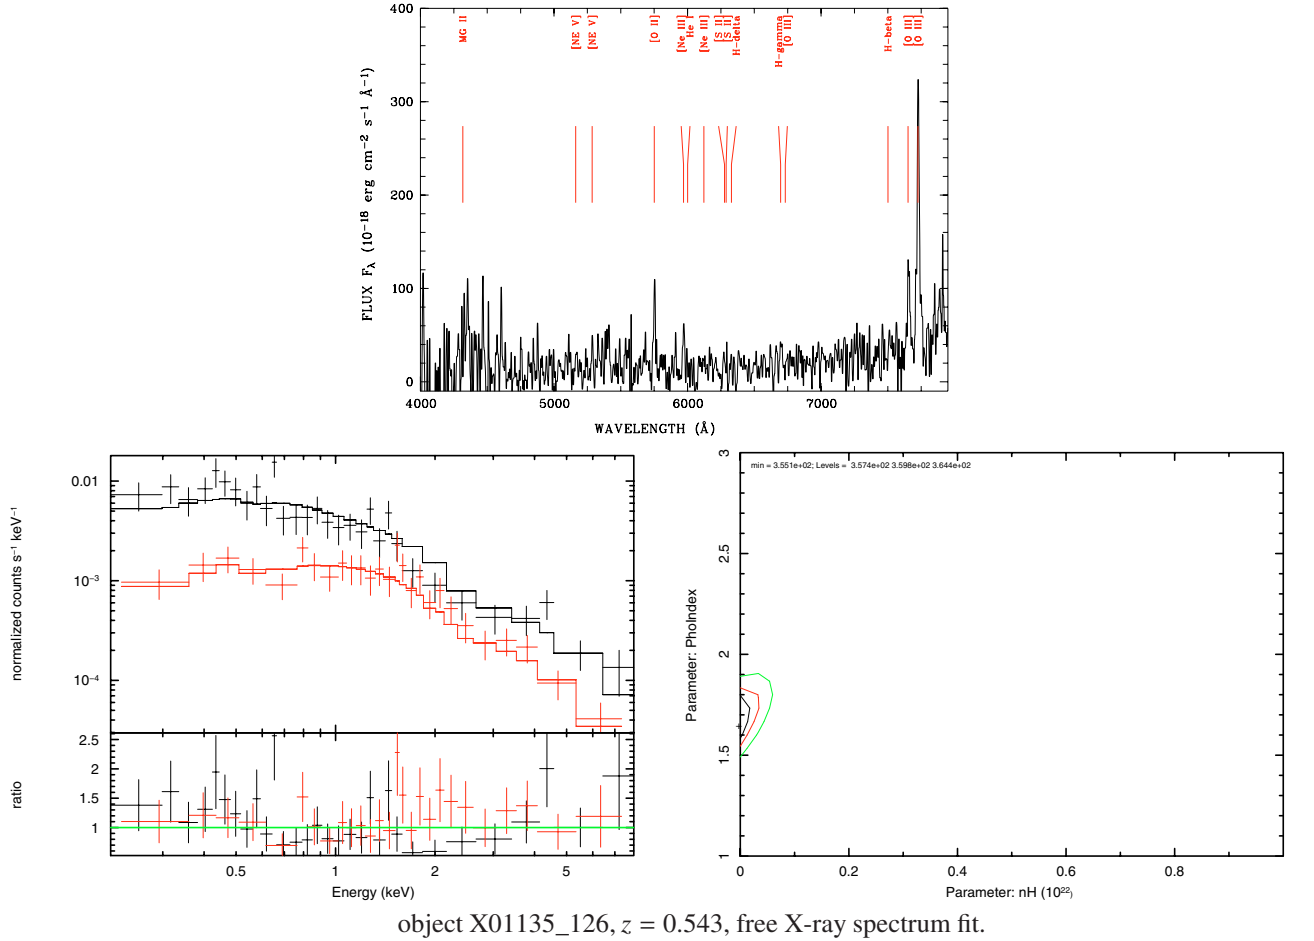 400
MG II
[NE V]
[NE V]
[O II]
[Ne III]
He I
[Ne III]
[S II]
[S II]
H-delta
H-gamma
[O III]
H-beta
[O III]
[O III]
300
200
100
0
FLUX Fλ (10⁻¹⁸ erg cm⁻² s⁻¹ Å⁻¹)
4000 5000 6000 7000
WAVELENGTH (Å)
0.01
10⁻³
10⁻⁴
normalized counts s⁻¹ keV⁻¹
2.5
2
1.5
1
ratio
0.5 1 2 5
Energy (keV)
min = 3.551e+02; Levels = 3.574e+02 3.598e+02 3.644e+02
3
2.5
2
1.5
1
Parameter: PhoIndex
0 0.2 0.4 0.6 0.8
Parameter: nH (10²²)
object X01135_126, z = 0.543, free X-ray spectrum fit.